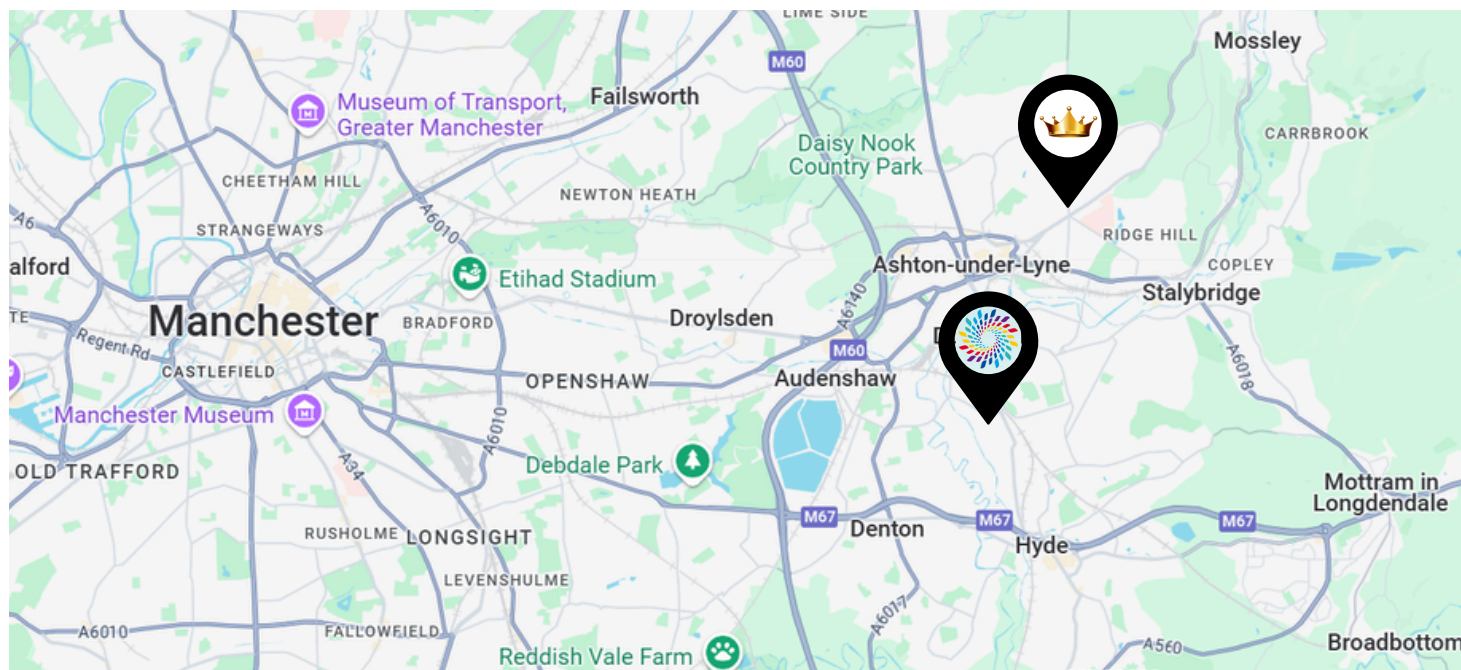 LIME SIDE
Mossley
M60
Failsworth
Museum of Transport,
Greater Manchester
CARRBROOK
Daisy Nook
Country Park
CHEETHAM HILL
NEWTON HEATH
A6010
A6
STRANGEWAYS
RIDGE HILL
alford
Ashton-under-Lyne
COPLEY
Etihad Stadium
Stalybridge
A6140
TE
Manchester
BRADFORD
Droylsden
D
Regent Rd
M60
A6018
CASTLEFIELD
OPENSHAW
Audenshaw
Manchester Museum
A6010
A34
OLD TRAFFORD
Debdale Park
Mottram in
Longdendale
M67
M67
M67
RUSHOLME
LONGSIGHT
Denton
Hyde
LEVENSHULME
A6017
A6010
FALLOWFIELD
A560
Broadbottom
Reddish Vale Farm